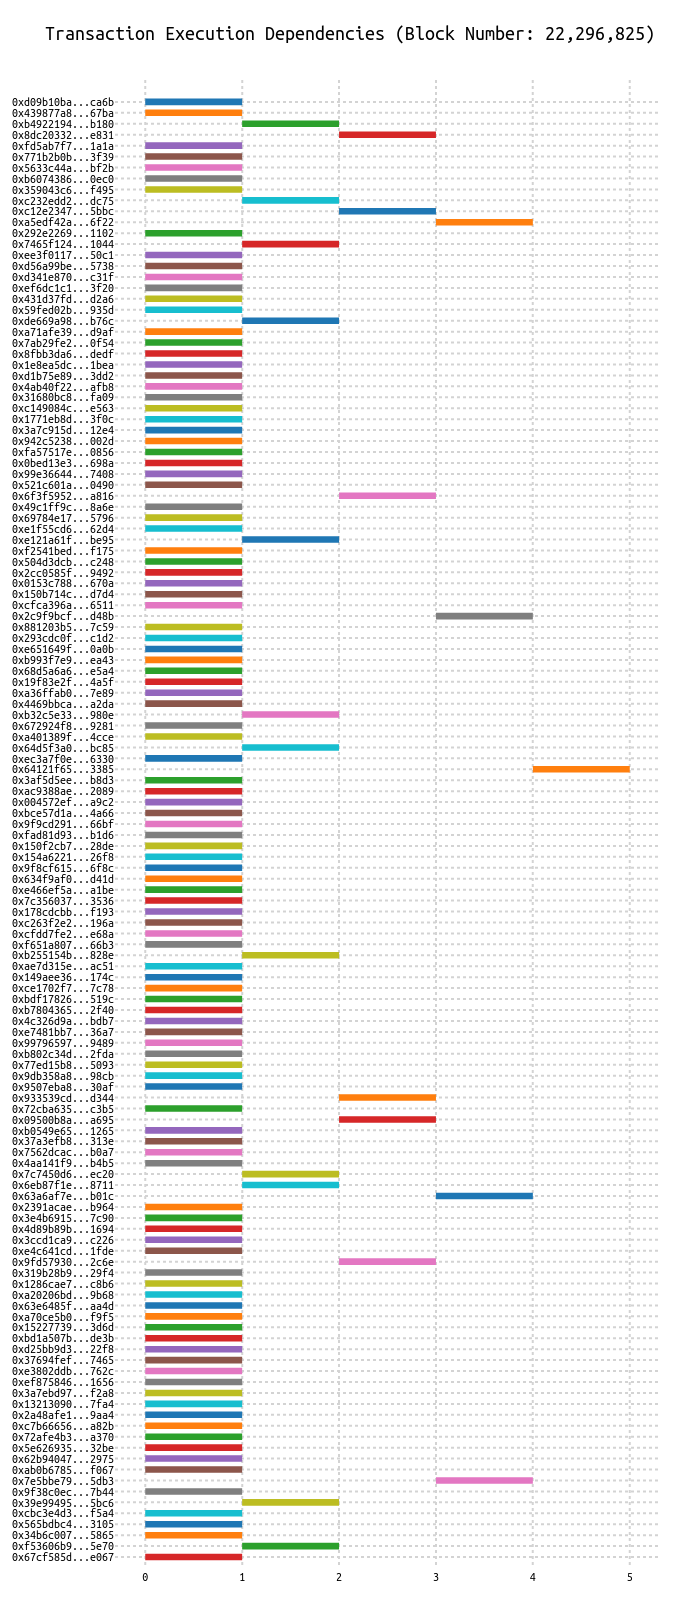 Transaction Execution Dependencies (Block Number: 22,296,825)
0xd09b10ba...ca6b
0x439877a8...67ba
0xb4922194...b180
0x8dc20332...e831
0xfd5ab7f7...1a1a
0x771b2b0b...3f39
0x5633c44a...bf2b
0xb6074386...0ec0
0x359043c6...f495
0xc232edd2...dc75
0xc12e2347...5bbc
0xa5edf42a...6f22
0x292e2269...1102
0x7465f124...1044
0xee3f0117...50c1
0xd56a99be...5738
0xd341e870...c31f
0xef6dc1c1...3f20
0x431d37fd...d2a6
0x59fed02b...935d
0xde669a98...b76c
0xa71afe39...d9af
0x7ab29fe2...0f54
0x8fbb3da6...dedf
0x1e8ea5dc...1bea
0xd1b75e89...3dd2
0x4ab40f22...afb8
0x31680bc8...fa09
0xc149084c...e563
0x1771eb8d...3f0c
0x3a7c915d...12e4
0x942c5238...002d
0xfa57517e...0856
0x0bed13e3...698a
0x99e36644...7408
0x521c601a...0490
0x6f3f5952...a816
0x49c1ff9c...8a6e
0x69784e17...5796
0xe1f55cd6...62d4
0xe121a61f...be95
0xf2541bed...f175
0x504d3dcb...c248
0x2cc0585f...9492
0x0153c788...670a
0x150b714c...d7d4
0xcfca396a...6511
0x2c9f9bcf...d48b
0x881203b5...7c59
0x293cdc0f...c1d2
0xe651649f...0a0b
0xb993f7e9...ea43
0x68d5a6a6...e5a4
0x19f83e2f...4a5f
0xa36ffab0...7e89
0x4469bbca...a2da
0xb32c5e33...980e
0x672924f8...9281
0xa401389f...4cce
0x64d5f3a0...bc85
0xec3a7f0e...6330
0x64121f65...3385
0x3af5d5ee...b8d3
0xac9388ae...2089
0x004572ef...a9c2
0xbce57d1a...4a66
0x9f9cd291...66bf
0xfad81d93...b1d6
0x150f2cb7...28de
0x154a6221...26f8
0x9f8cf615...6f8c
0x634f9af0...d41d
0xe466ef5a...a1be
0x7c356037...3536
0x178cdcbb...f193
0xc263f2e2...196a
0xcfdd7fe2...e68a
0xf651a807...66b3
0xb255154b...828e
0xae7d315e...ac51
0x149aee36...174c
0xce1702f7...7c78
0xbdf17826...519c
0xb7804365...2f40
0x4c326d9a...bdb7
0xe7481bb7...36a7
0x99796597...9489
0xb802c34d...2fda
0x77ed15b8...5093
0x9db358a8...98cb
0x9507eba8...30af
0x933539cd...d344
0x72cba635...c3b5
0x09500b8a...a695
0xb0549e65...1265
0x37a3efb8...313e
0x7562dcac...b0a7
0x4aa141f9...b4b5
0x7c7450d6...ec20
0x6eb87f1e...8711
0x63a6af7e...b01c
0x2391acae...b964
0x3e4b6915...7c90
0x4d89b89b...1694
0x3ccd1ca9...c226
0xe4c641cd...1fde
0x9fd57930...2c6e
0x319b28b9...29f4
0x1286cae7...c8b6
0xa20206bd...9b68
0x63e6485f...aa4d
0xa70ce5b0...f9f5
0x15227739...3d6d
0xbd1a507b...de3b
0xd25bb9d3...22f8
0x37694fef...7465
0xe3802ddb...762c
0xef875846...1656
0x3a7ebd97...f2a8
0x13213090...7fa4
0x2a48afe1...9aa4
0xc7b66656...a82b
0x72afe4b3...a370
0x5e626935...32be
0x62b94047...2975
0xab0b6785...f067
0x7e5bbe79...5db3
0x9f38c0ec...7b44
0x39e99495...5bc6
0xcbc3e4d3...f5a4
0x565bdbc4...3105
0x34b6c007...5865
0xf53606b9...5e70
0x67cf585d...e067
0 1 2 3 4 5